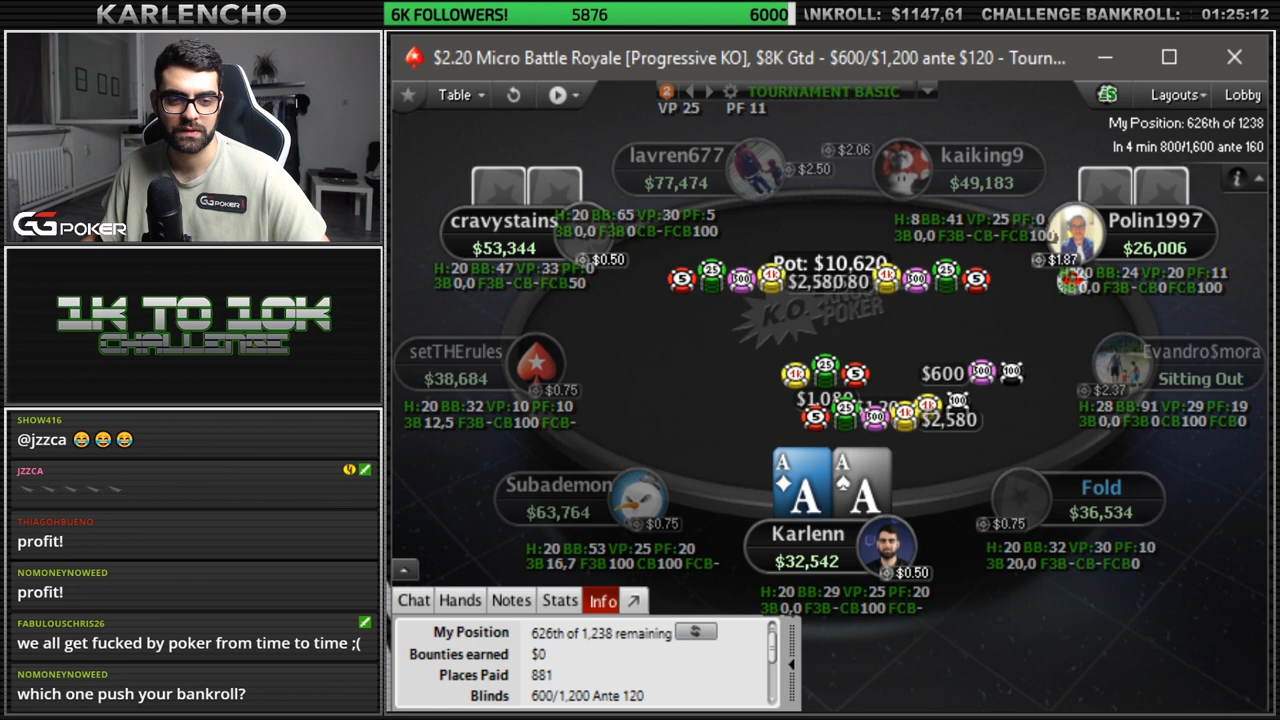 KARLENCHO
6K FOLLOWERS! 5876 6000
ANKROLL: $1147,61 CHALLENGE BANKROLL: 01:25:12
GG POKER
1K TO 10K
CHALLENGE
SHOW416
@jzzca 😂 😂 😂
JZZCA
THIAGOHBUENO
profit!
NOMONEYNOWEED
profit!
FABULOUSCHRIS26
we all get fucked by poker from time to time ;(
NOMONEYNOWEED
which one push your bankroll?
$2.20 Micro Battle Royale [Progressive KO], $8K Gtd - $600/$1,200 ante $120 - Tourn...
Table
2 TOURNAMENT BASIC
VP 25 PF 11
Layouts Lobby
My Position: 626th of 1238
In 4 min 800/1,600 ante 160
lavren677
$77,474
$2.50
$2.06
kaiking9
$49,183
cravystains
$53,344
$0.50
H:20 BB:65 VP:30 PF:5
3B 0,0 F3B 0 CB- FCB100
H:20 BB:47 VP:33 PF:0
3B 0,0 F3B- CB- FCB50
H:8 BB:41 VP:25 PF:0
3B 0,0 F3B- CB- FCB100
Polin1997
$26,006
$1.87
H:20 BB:24 VP:20 PF:11
3B 0,0 F3B- CB- FCB100
Pot: $10,620
K.O. POKER
setTHErules
$38,684
$0.75
H:20 BB:32 VP:10 PF:10
3B 12,5 F3B- CB100 FCB-
Evandro$mora
Sitting Out
$2.37
H:28 BB:91 VP:29 PF:19
3B 0,0 F3B 0 CB100 FCB0
$600
$2,580
Subademon
$63,764
$0.75
H:20 BB:53 VP:25 PF:20
3B 16,7 F3B 100 CB100 FCB-
A A
A A
Karlenn
$32,542
$0.50
H:20 BB:29 VP:25 PF:20
3B 0,0 F3B- CB100 FCB-
Fold
$36,534
$0.75
H:20 BB:32 VP:30 PF:10
3B 20,0 F3B- CB- FCB0
Chat Hands Notes Stats Info
My Position 626th of 1,238 remaining
Bounties earned $0
Places Paid 881
Blinds 600/1,200 Ante 120